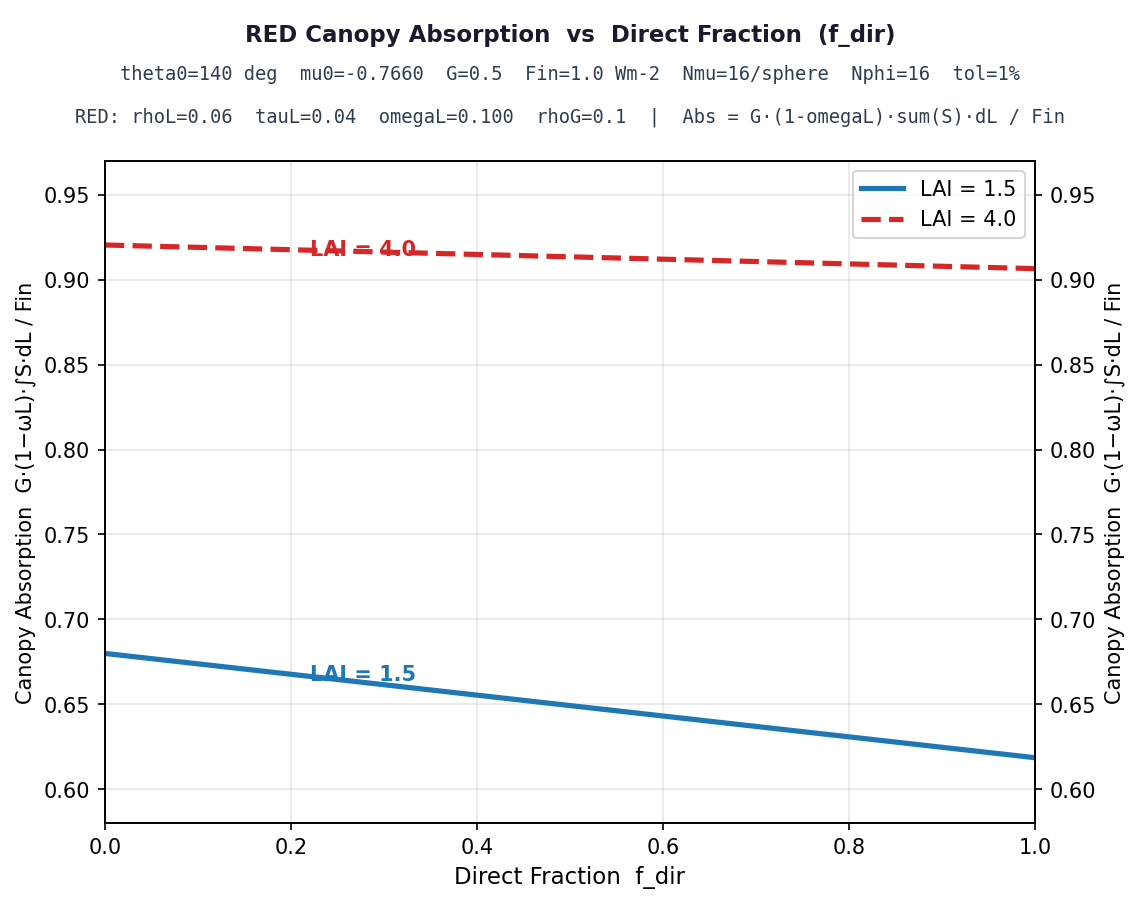 RED Canopy Absorption  vs  Direct Fraction  (f_dir)
theta0=140 deg  mu0=-0.7660  G=0.5  Fin=1.0 Wm-2  Nmu=16/sphere  Nphi=16  tol=1%
RED: rhoL=0.06  tauL=0.04  omegaL=0.100  rhoG=0.1  |  Abs = G·(1-omegaL)·sum(S)·dL / Fin
Canopy Absorption  G·(1−ωL)·∫S·dL / Fin
0.95
0.90
0.85
0.80
0.75
0.70
0.65
0.60
LAI = 1.5
LAI = 4.0
LAI = 4.0
LAI = 1.5
0.95
0.90
0.85
0.80
0.75
0.70
0.65
0.60
Canopy Absorption  G·(1−ωL)·∫S·dL / Fin
0.0 0.2 0.4 0.6 0.8 1.0
Direct Fraction  f_dir